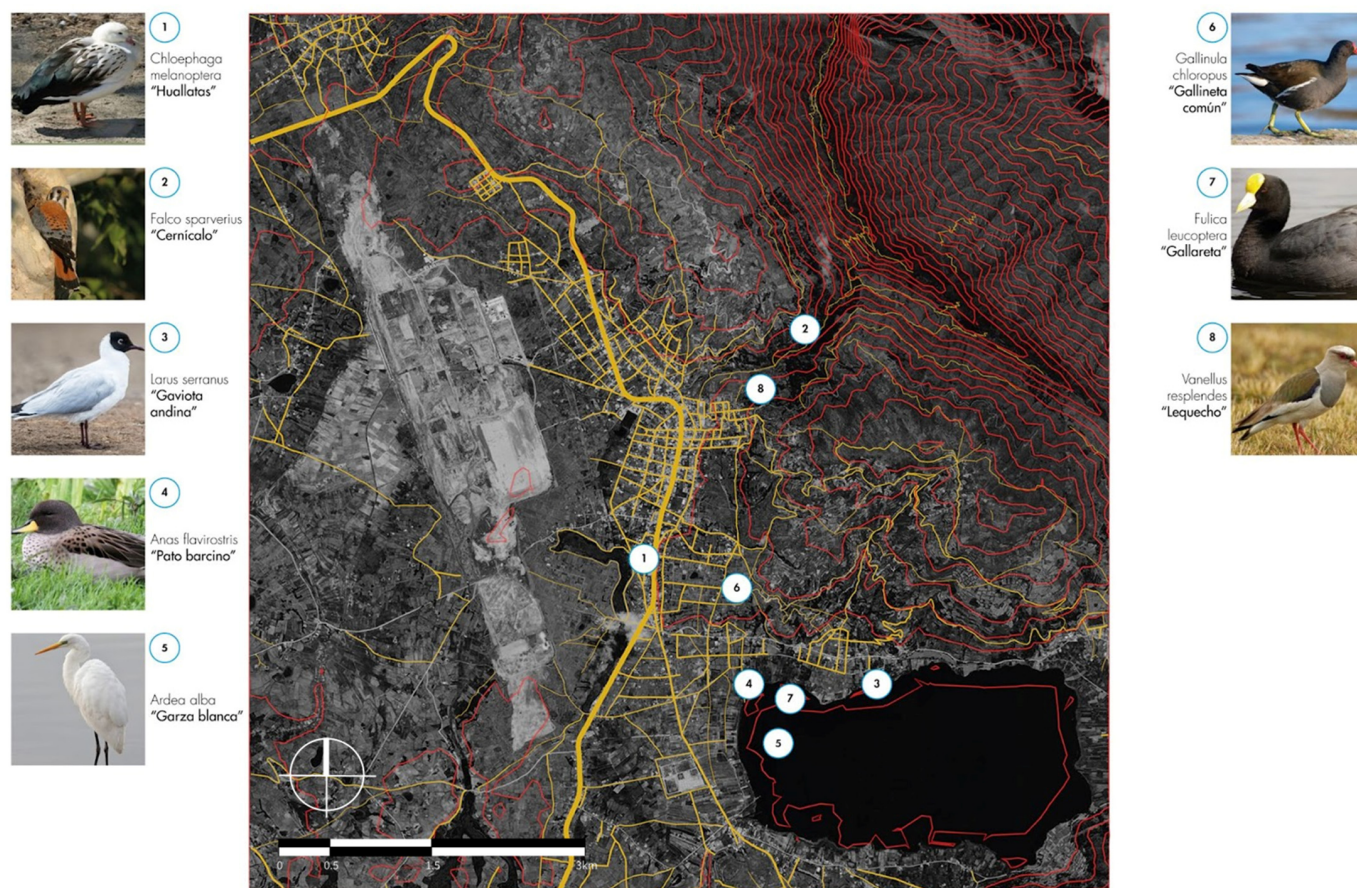 1
Chloephaga
melanoptera
"Huallatas"
2
Falco sparverius
"Cernícalo"
3
Larus serranus
"Gaviota
andina"
4
Anas flavirostris
"Pato barcino"
5
Ardea alba
"Garza blanca"
2
8
1
6
4
7
3
5
0
0.5
1.5
3km
6
Gallinula
chloropus
"Gallineta
común"
7
Fulica
leucoptera
"Gallareta"
8
Vanellus
resplendes
"Lequecho"